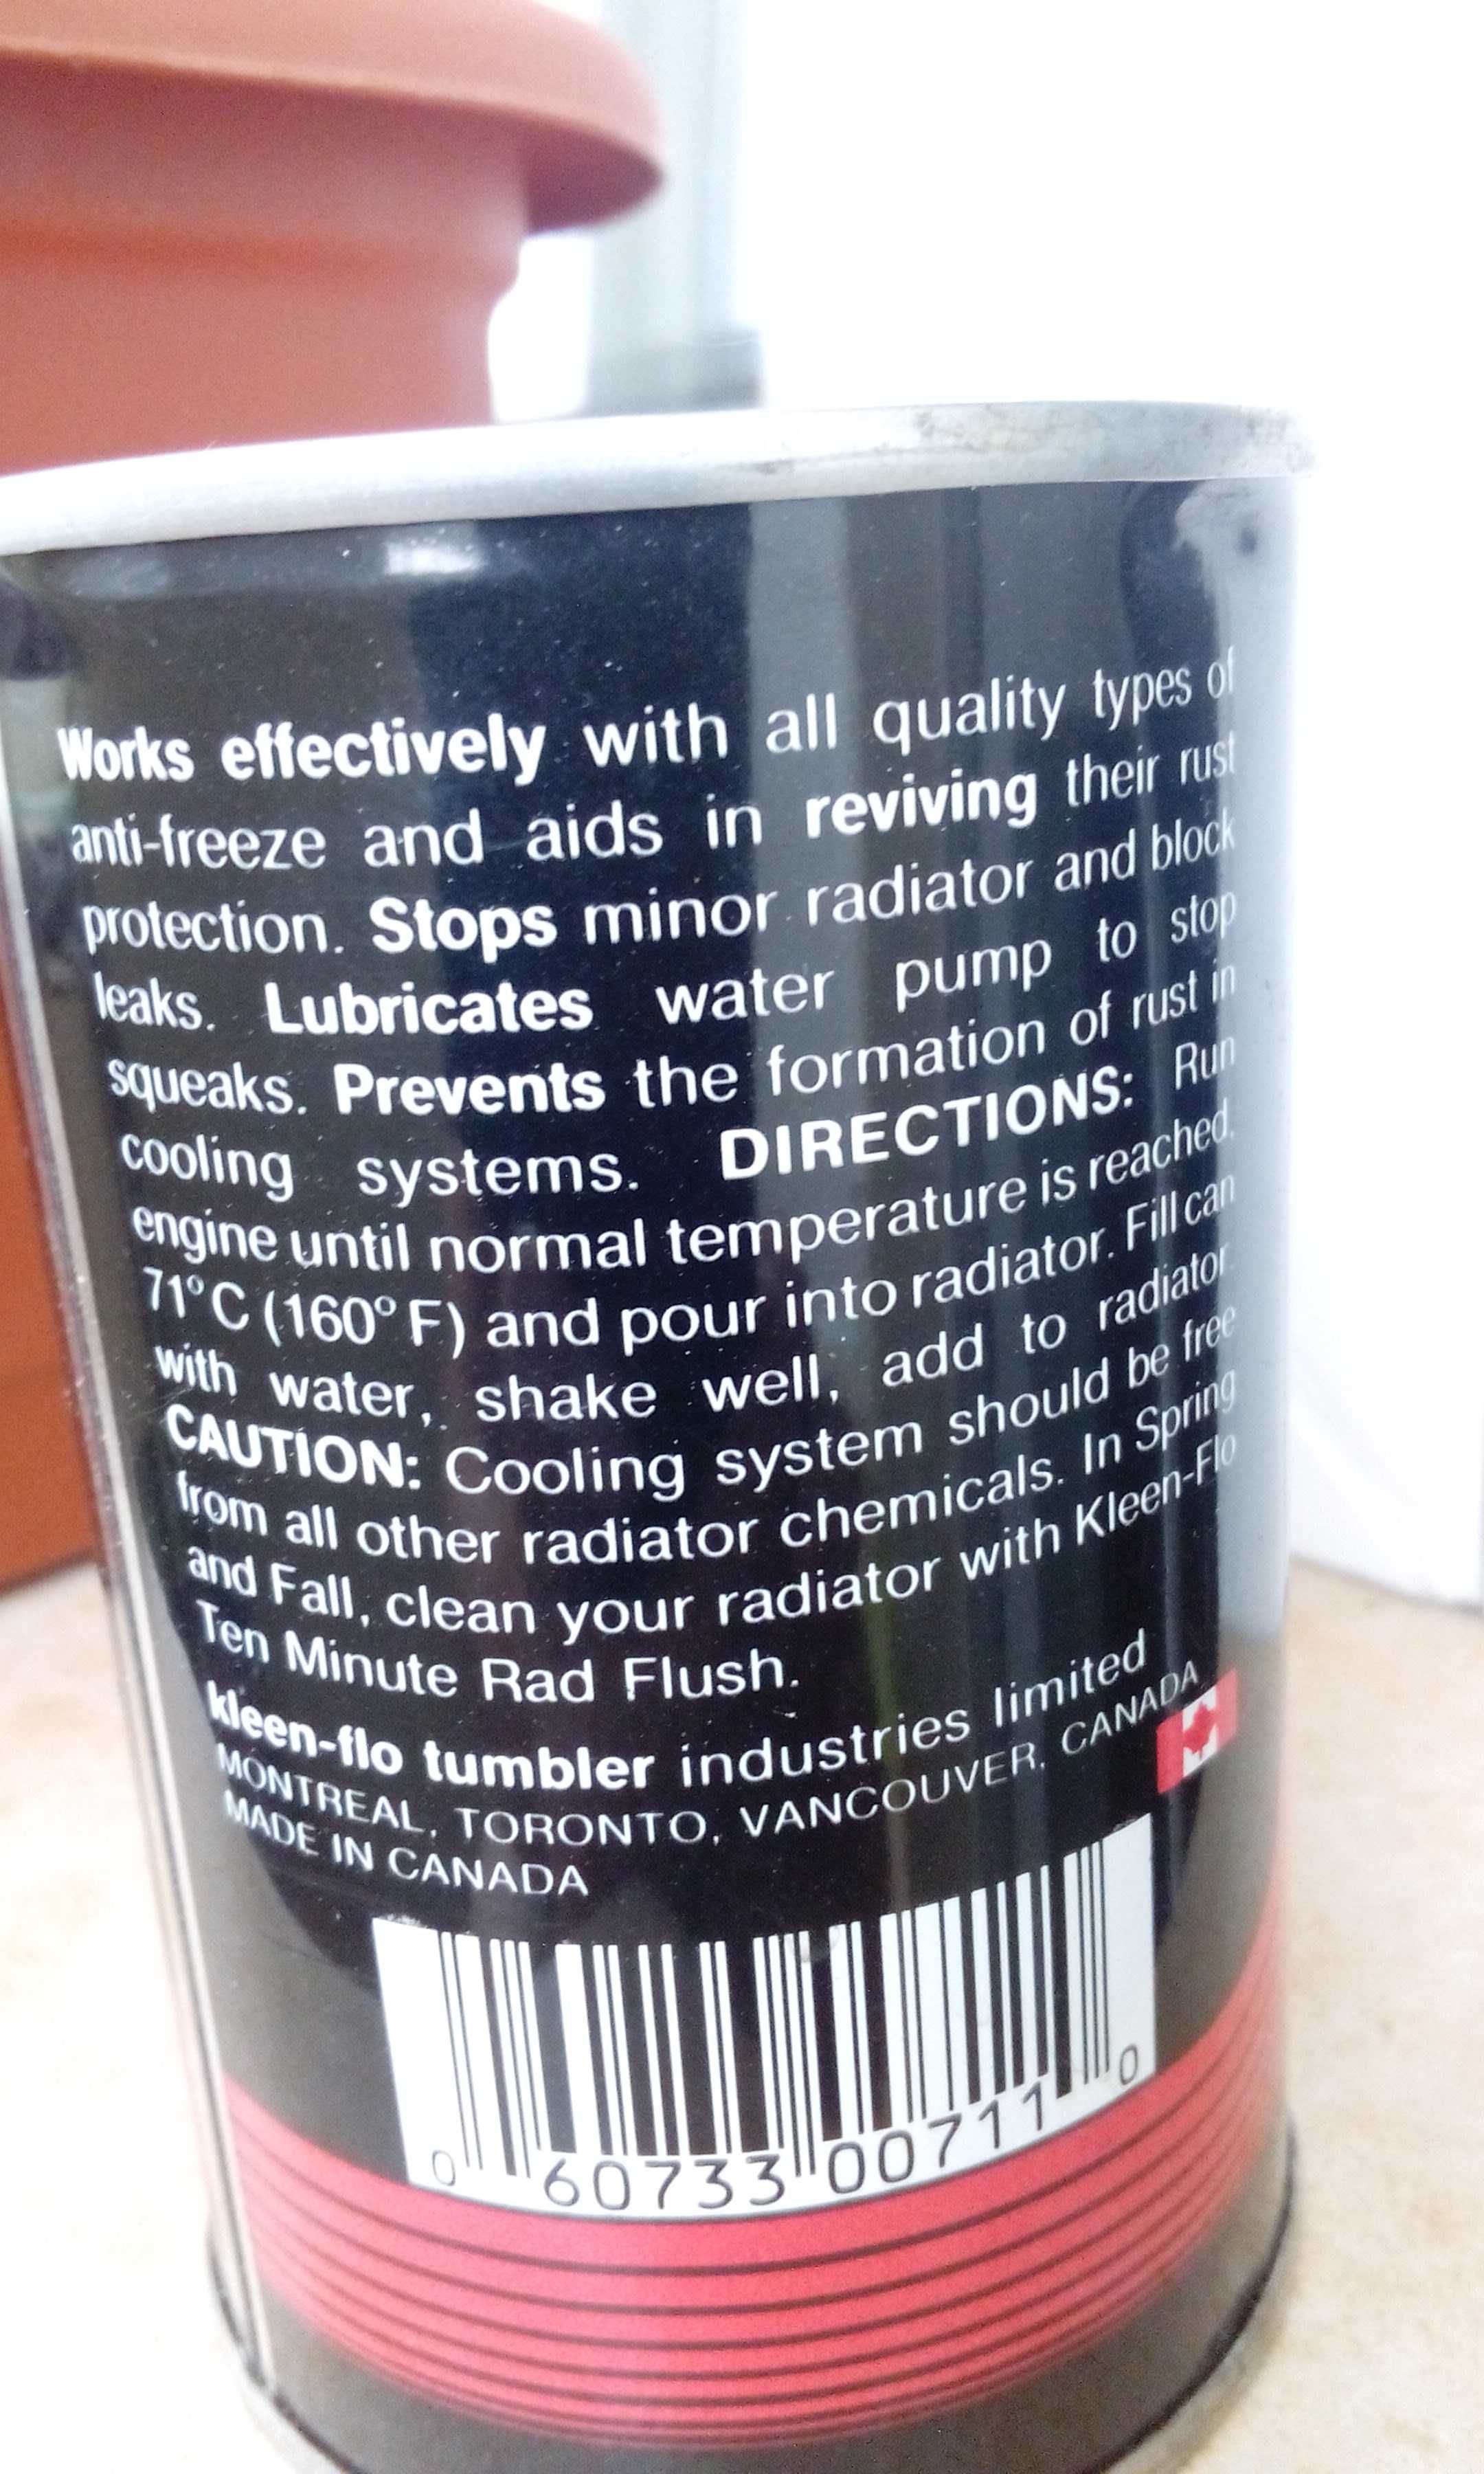 Works effectively with all quality types of
anti-freeze and aids in reviving their rust
protection. Stops minor radiator and block
leaks. Lubricates water pump to stop
squeaks. Prevents the formation of rust in
cooling systems. DIRECTIONS: Run
engine until normal temperature is reached,
71°C (160°F) and pour into radiator. Fill can
with water, shake well, add to radiator.
CAUTION: Cooling system should be free
from all other radiator chemicals. In Spring
and Fall, clean your radiator with Kleen-Flo
Ten Minute Rad Flush.
kleen-flo tumbler industries limited
MONTREAL, TORONTO, VANCOUVER, CANADA
MADE IN CANADA
0 60733 00711 0